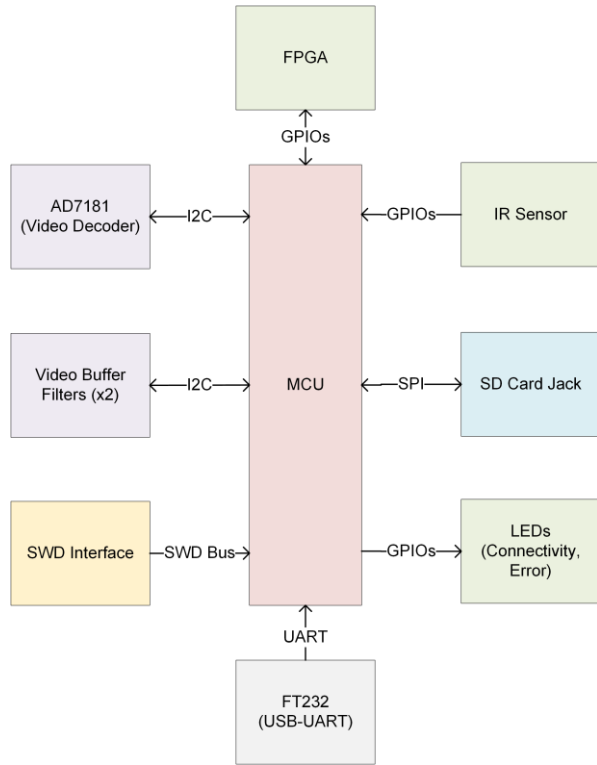 FPGA
GPIOs
AD7181
(Video Decoder)
I2C
GPIOs
IR Sensor
Video Buffer
Filters (x2)
I2C
MCU
SPI
SD Card Jack
SWD Interface
SWD Bus
GPIOs
LEDs
(Connectivity,
Error)
UART
FT232
(USB-UART)